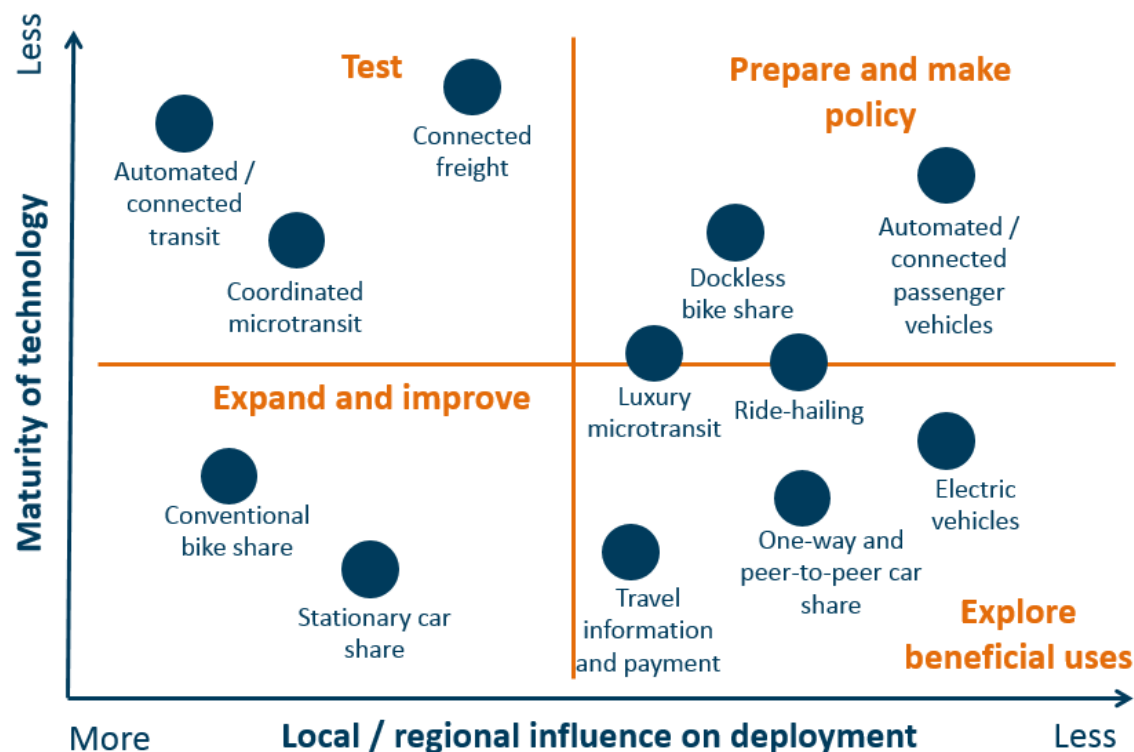 Less
Maturity of technology
Test
Prepare and make
policy
Connected
freight
Automated /
connected
transit
Coordinated
microtransit
Dockless
bike share
Automated /
connected
passenger
vehicles
Expand and improve
Luxury
microtransit
Ride-hailing
Conventional
bike share
Stationary car
share
Travel
information
and payment
One-way and
peer-to-peer car
share
Electric
vehicles
Explore
beneficial uses
More
Local / regional influence on deployment
Less